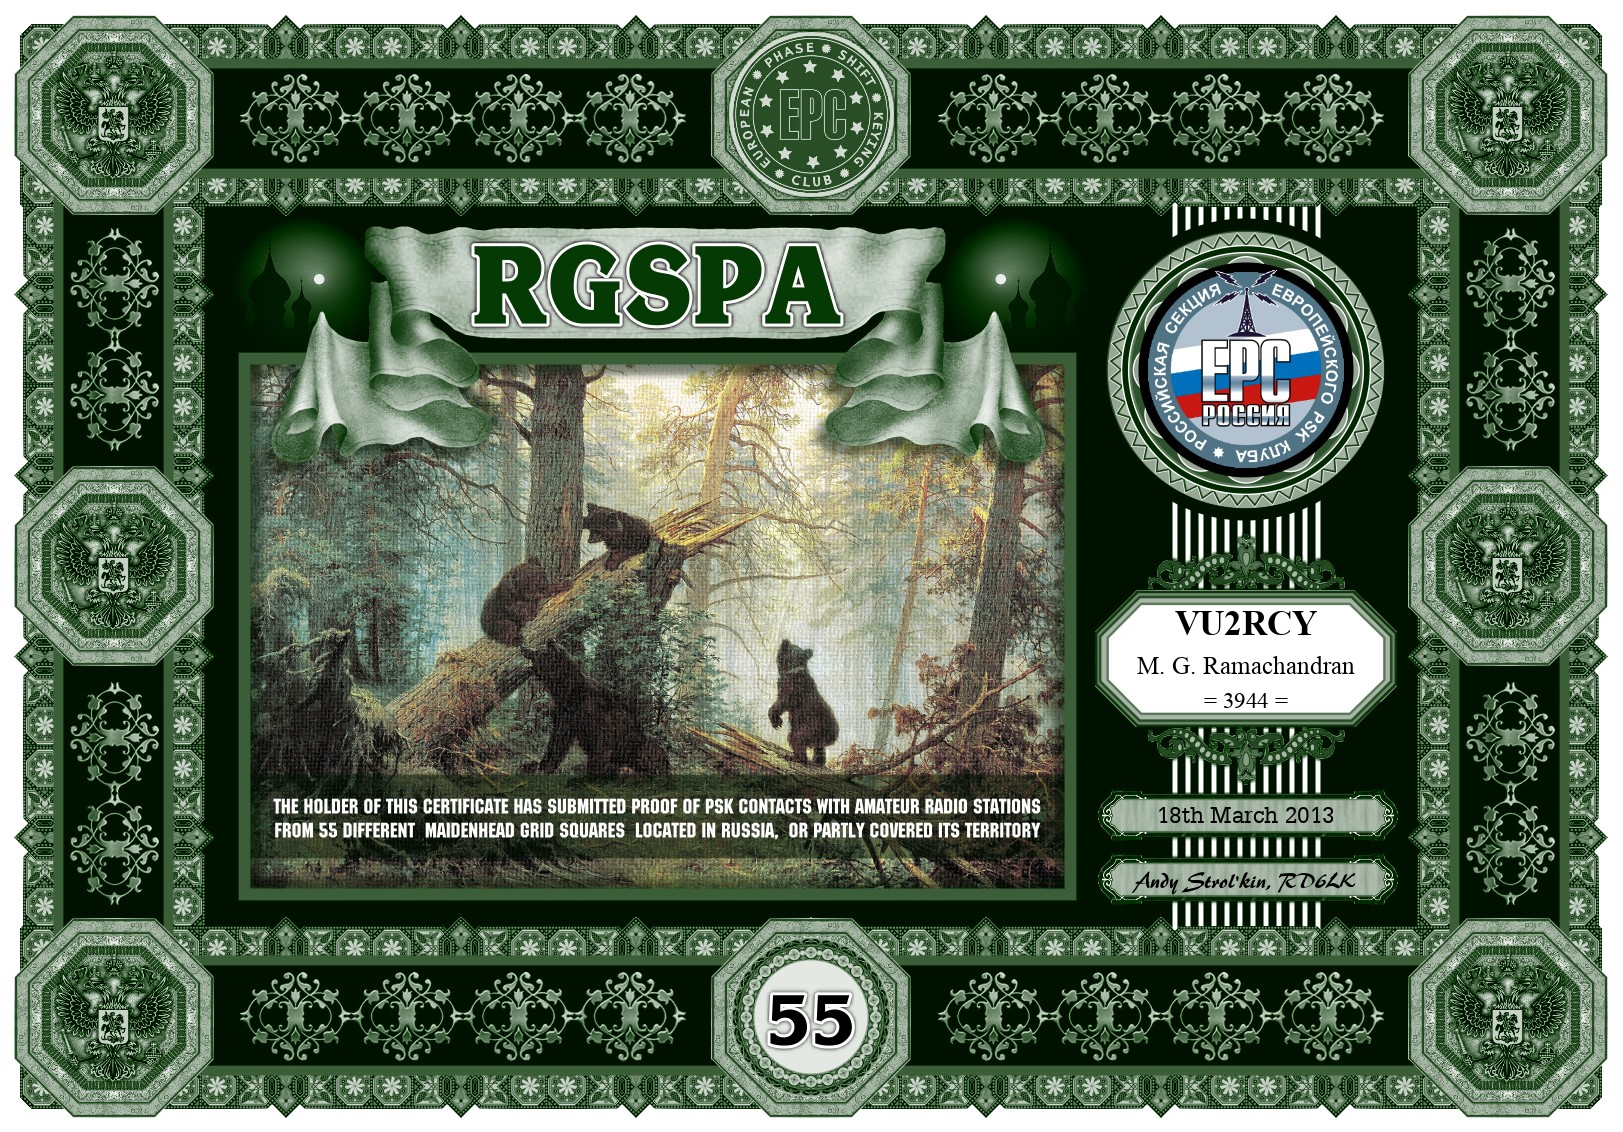 EUROPEAN ✹ PHASE ✹ SHIFT ✹ KEYING ✹ CLUB ✹
EPC
RGSPA
РОССИЙСКАЯ СЕКЦИЯ ЕВРОПЕЙСКОГО PSK КЛУБА
EPC
РОССИЯ
VU2RCY
M. G. Ramachandran
= 3944 =
THE HOLDER OF THIS CERTIFICATE HAS SUBMITTED PROOF OF PSK CONTACTS WITH AMATEUR RADIO STATIONS
FROM 55 DIFFERENT MAIDENHEAD GRID SQUARES LOCATED IN RUSSIA, OR PARTLY COVERED ITS TERRITORY
18th March 2013
Andy Strol'kin, RD6LK
55